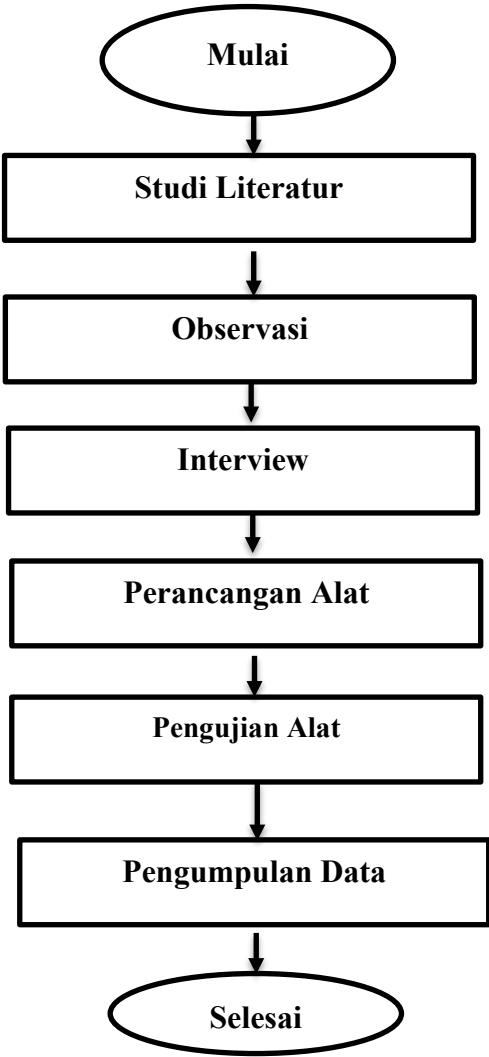 Mulai
Studi Literatur
Observasi
Interview
Perancangan Alat
Pengujian Alat
Pengumpulan Data
Selesai